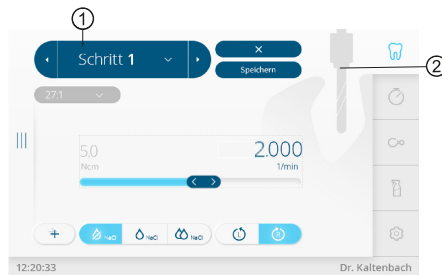 1
Schritt 1
Speichern
2
27:1
5,0
Ncm
2.000
1/min
NaCl
NaCl
NaCl
L
R
12:20:33
Dr. Kaltenbach